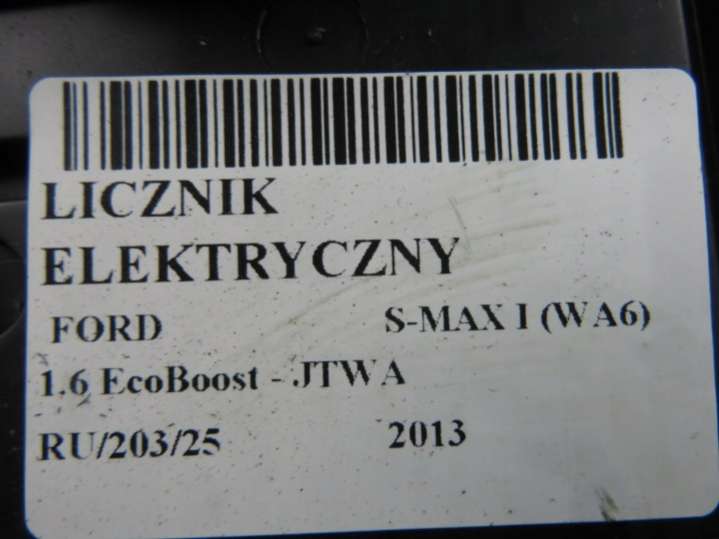 LICZNIK
ELEKTRYCZNY
FORD S-MAX I (WA6)
1.6 EcoBoost - JTWA
RU/203/25 2013